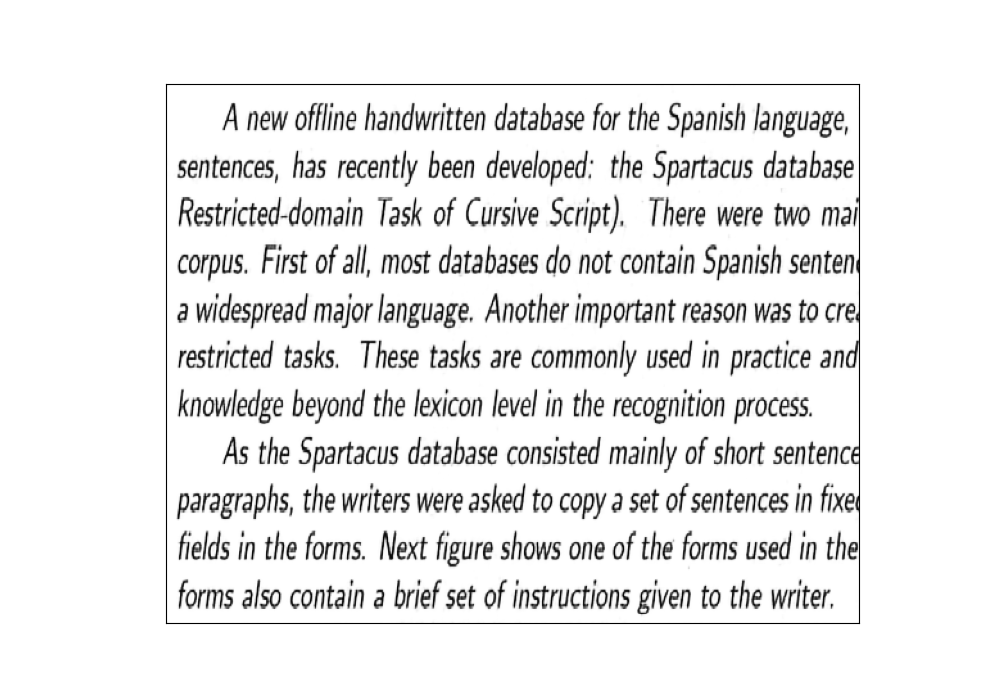 A new offline handwritten database for the Spanish language,
sentences, has recently been developed: the Spartacus database
Restricted-domain Task of Cursive Script). There were two
corpus. First of all, most databases do not contain Spanish
a widespread major language. Another important reason was to
restricted tasks. These tasks are commonly used in practice and
knowledge beyond the lexicon level in the recognition process.
As the Spartacus database consisted mainly of short sentence
paragraphs, the writers were asked to copy a set of sentences in
fields in the forms. Next figure shows one of the forms used in the
forms also contain a brief set of instructions given to the writer.